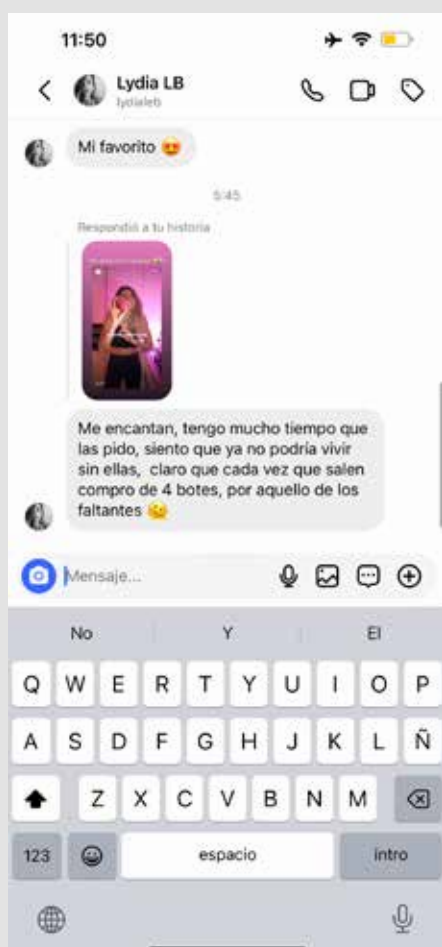 11:50
Lydia LB
lydialeb
Mi favorito 😍
5:45
Respondió a tu historia
Me encantan, tengo mucho tiempo que
las pido, siento que ya no podría vivir
sin ellas, claro que cada vez que salen
compro de 4 botes, por aquello de los
faltantes 🫠
Mensaje...
No Y El
Q W E R T Y U I O P
A S D F G H J K L Ñ
Z X C V B N M
123 espacio intro